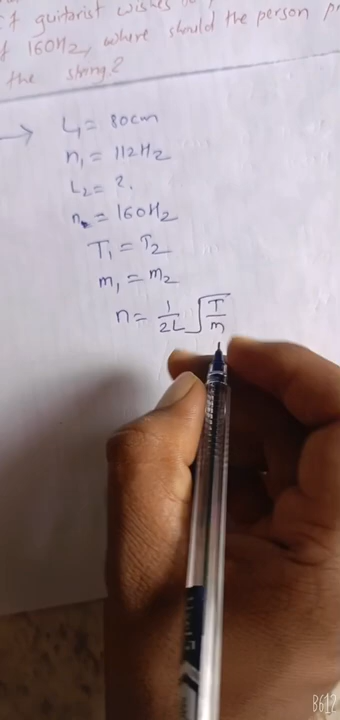 guitarist wishes
160Hz, where should the person
the string?
→ L₁ = 80cm
n₁ = 112Hz
L₂ = ?.
n = 160Hz
T₁ = T₂
m₁ = m₂
n = 1/2L √T/m
B612